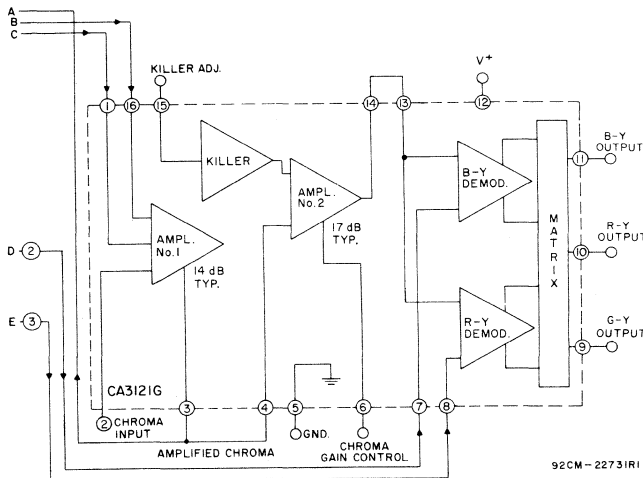 A
B
C
KILLER ADJ.
V+
1
16
15
14
13
12
KILLER
B-Y
DEMOD.
B-Y
OUTPUT
11
AMPL.
No.2
17 dB
TYP.
AMPL.
No.1
14 dB
TYP.
MATRIX
R-Y
OUTPUT
10
D
2
E
3
R-Y
DEMOD.
G-Y
OUTPUT
9
CA3121G
2
CHROMA
INPUT
3
4
5
6
7
8
GND.
AMPLIFIED CHROMA
CHROMA
GAIN CONTROL
92CM-22731R1